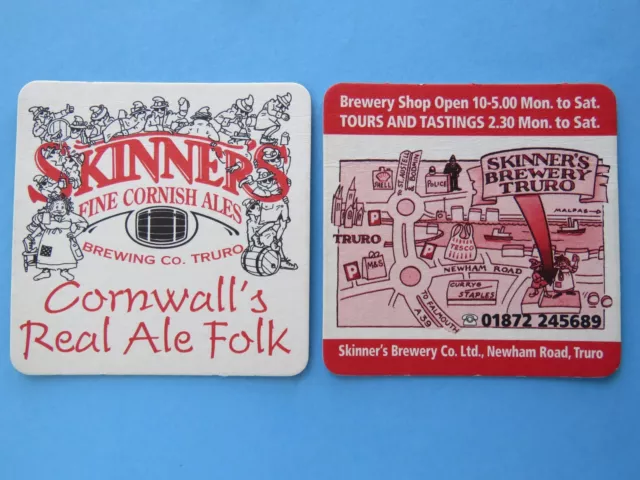 SKINNER'S
FINE CORNISH ALES
BREWING CO. TRURO
Cornwall's
Real Ale Folk
Brewery Shop Open 10-5.00 Mon. to Sat.
TOURS AND TASTINGS 2.30 Mon. to Sat.
SHELL
TO ST. AUSTELL
& BODMIN
POLICE
SKINNER'S
BREWERY
TRURO
MALPAS
TRURO
P
P
P
M&S
TESCO
NEWHAM ROAD
CURRYS
STAPLES
TO FALMOUTH
A39
P
01872 245689
Skinner's Brewery Co. Ltd., Newham Road, Truro